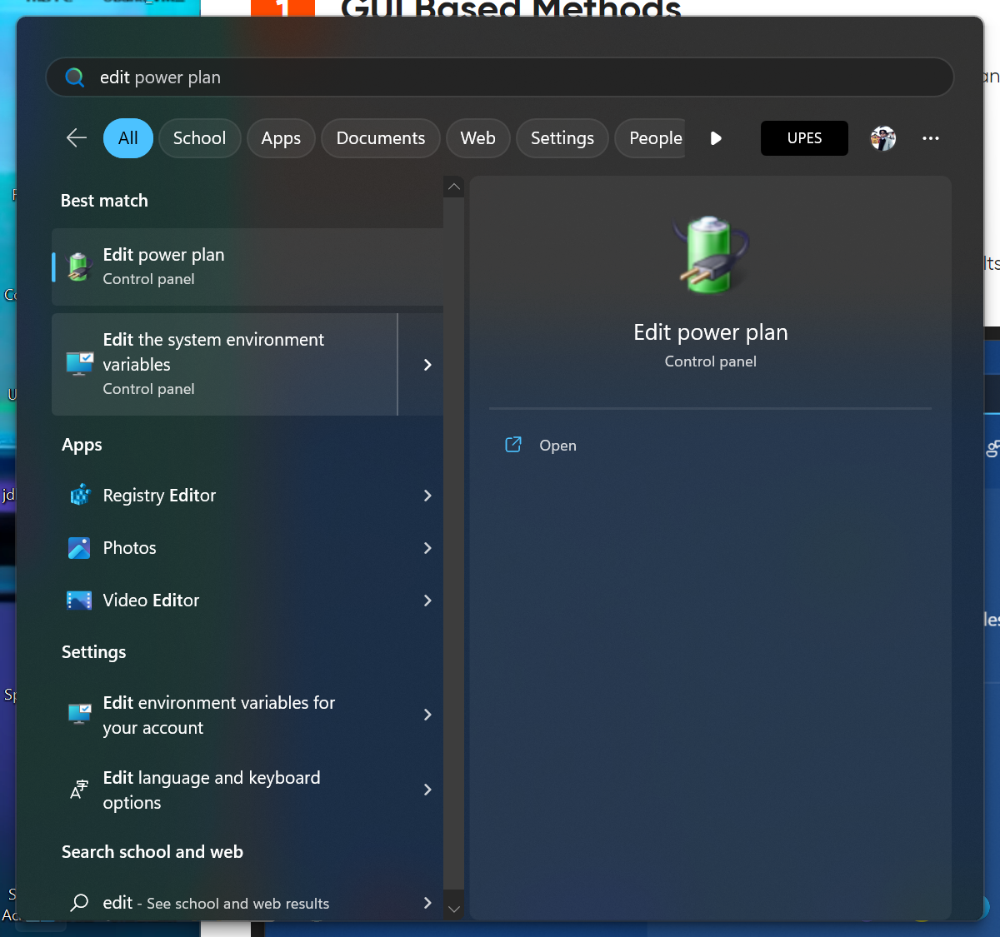 1 GUI Based Methods
edit power plan
All School Apps Documents Web Settings People UPES
Best match
Edit power plan
Control panel
Edit the system environment
variables
Control panel
Apps
Registry Editor
Photos
Video Editor
Settings
Edit environment variables for
your account
Edit language and keyboard
options
Search school and web
edit - See school and web results
Edit power plan
Control panel
Open